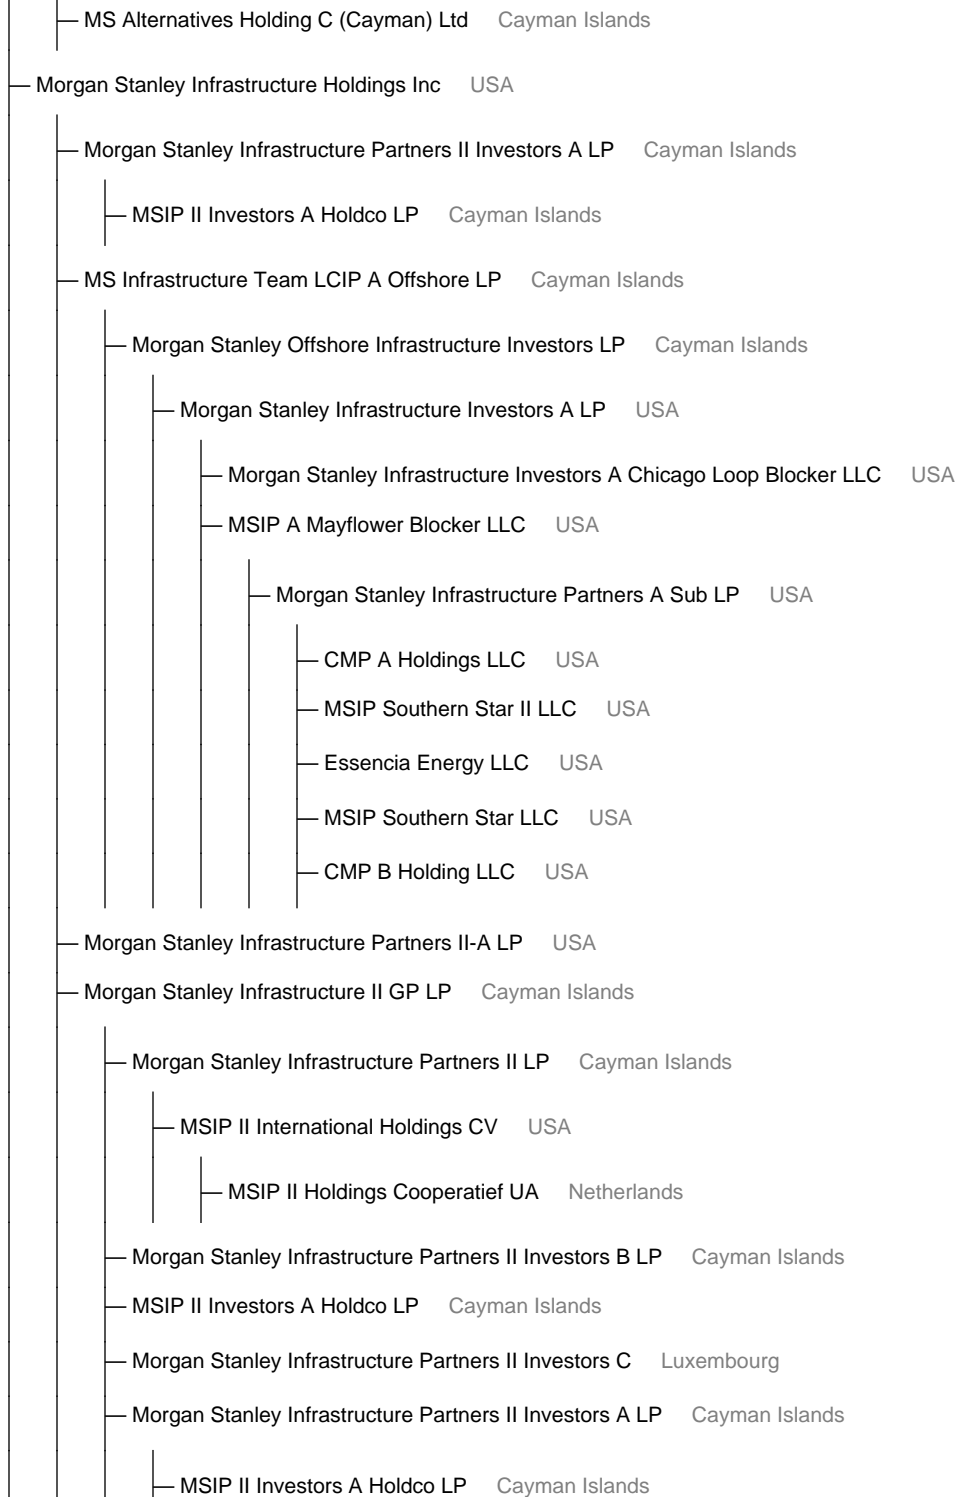 MS Alternatives Holding C (Cayman) Ltd Cayman Islands
Morgan Stanley Infrastructure Holdings Inc USA
Morgan Stanley Infrastructure Partners II Investors A LP Cayman Islands
MSIP II Investors A Holdco LP Cayman Islands
MS Infrastructure Team LCIP A Offshore LP Cayman Islands
Morgan Stanley Offshore Infrastructure Investors LP Cayman Islands
Morgan Stanley Infrastructure Investors A LP USA
Morgan Stanley Infrastructure Investors A Chicago Loop Blocker LLC USA
MSIP A Mayflower Blocker LLC USA
Morgan Stanley Infrastructure Partners A Sub LP USA
CMP A Holdings LLC USA
MSIP Southern Star II LLC USA
Essencia Energy LLC USA
MSIP Southern Star LLC USA
CMP B Holding LLC USA
Morgan Stanley Infrastructure Partners II-A LP USA
Morgan Stanley Infrastructure II GP LP Cayman Islands
Morgan Stanley Infrastructure Partners II LP Cayman Islands
MSIP II International Holdings CV USA
MSIP II Holdings Cooperatief UA Netherlands
Morgan Stanley Infrastructure Partners II Investors B LP Cayman Islands
MSIP II Investors A Holdco LP Cayman Islands
Morgan Stanley Infrastructure Partners II Investors C Luxembourg
Morgan Stanley Infrastructure Partners II Investors A LP Cayman Islands
MSIP II Investors A Holdco LP Cayman Islands